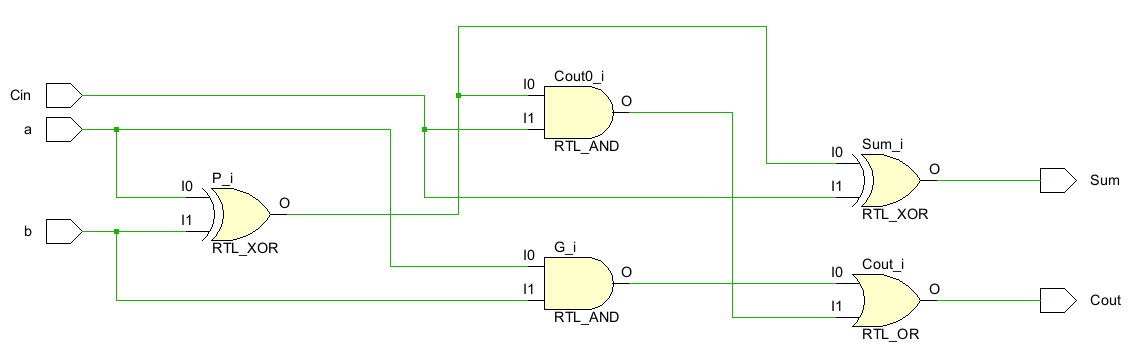 Cin
a
b
P_i
I0
I1
O
RTL_XOR
Cout0_i
I0
I1
O
RTL_AND
G_i
I0
I1
O
RTL_AND
Sum_i
I0
I1
O
RTL_XOR
Sum
Cout_i
I0
I1
O
RTL_OR
Cout